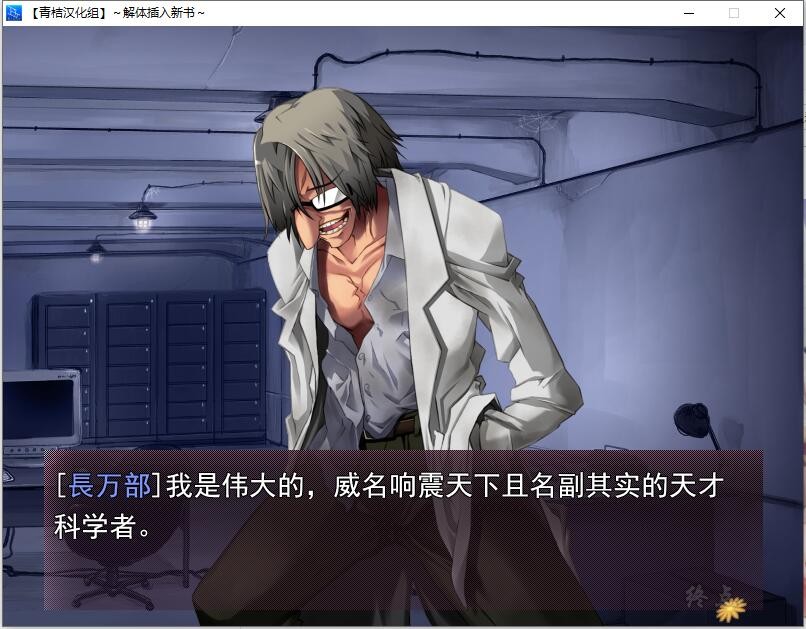 【青桔汉化组】~解体插入新书~
[長万部]我是伟大的，威名响震天下且名副其实的天才
科学者。